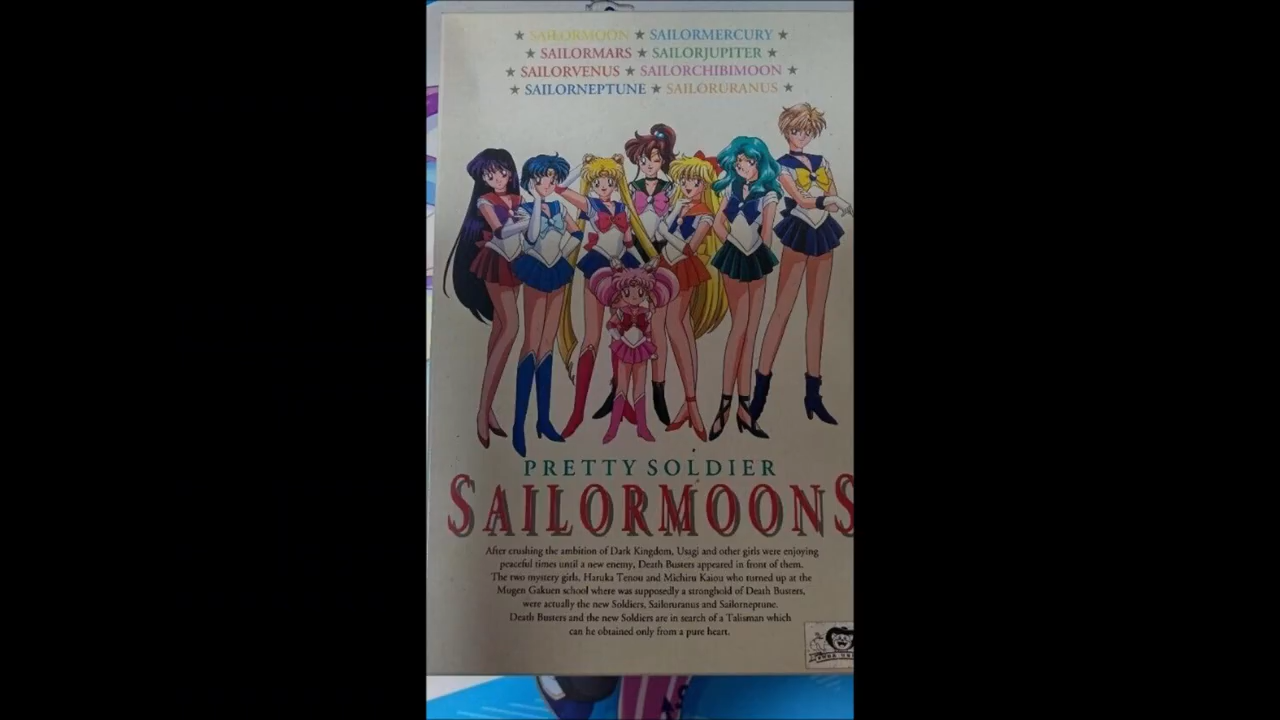 ★ SAILORMOON ★ SAILORMERCURY ★
★ SAILORMARS ★ SAILORJUPITER ★
★ SAILORVENUS ★ SAILORCHIBIMOON ★
★ SAILORNEPTUNE ★ SAILORURANUS ★
PRETTY SOLDIER
SAILORMOONS
After crushing the ambition of Dark Kingdom, Usagi and other girls were enjoying
peaceful times until a new enemy, Death Busters appeared in front of them.
The two mystery girls, Haruka Tenou and Michiru Kaiou who turned up at the
Mugen Gakuen school where was supposedly a stronghold of Death Busters,
were actually the new Soldiers, Sailoruranus and Sailorneptune.
Death Busters and the new Soldiers are in search of a Talisman which
can be obtained only from a pure heart.